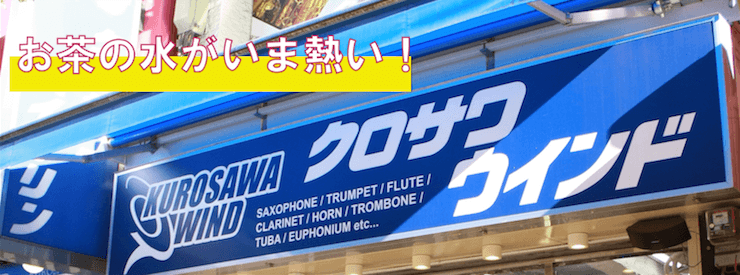 お茶の水がいま熱い！
リン
KUROSAWA
WIND
SAXOPHONE / TRUMPET / FLUTE /
CLARINET / HORN / TROMBONE /
TUBA / EUPHONIUM etc...
クロサワ
ウインド